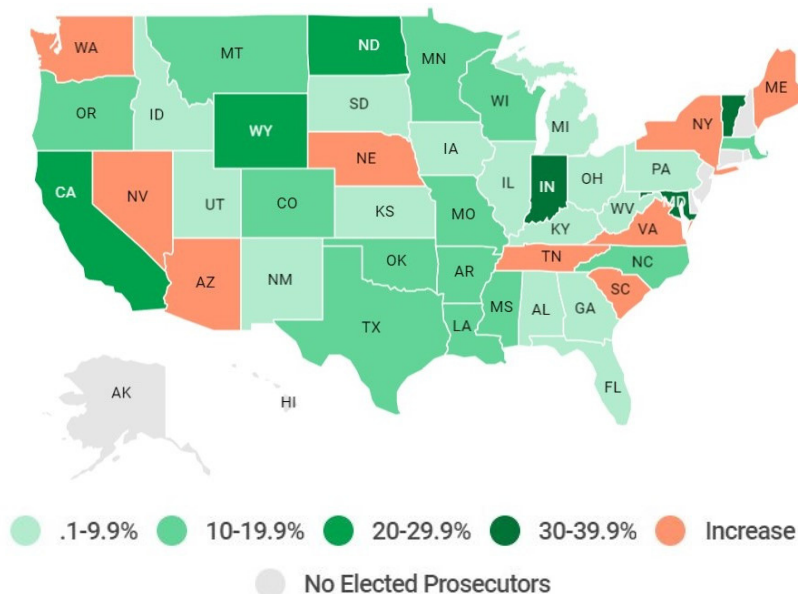 WA
MT
ND
MN
ME
OR
ID
SD
WI
MI
NY
WY
IA
PA
NE
CA
NV
UT
CO
KS
IL
IN
OH
MD
MO
WV
VA
KY
AZ
NM
OK
AR
TN
NC
SC
MS
AL
GA
TX
LA
FL
AK
HI
.1-9.9%
10-19.9%
20-29.9%
30-39.9%
Increase
No Elected Prosecutors